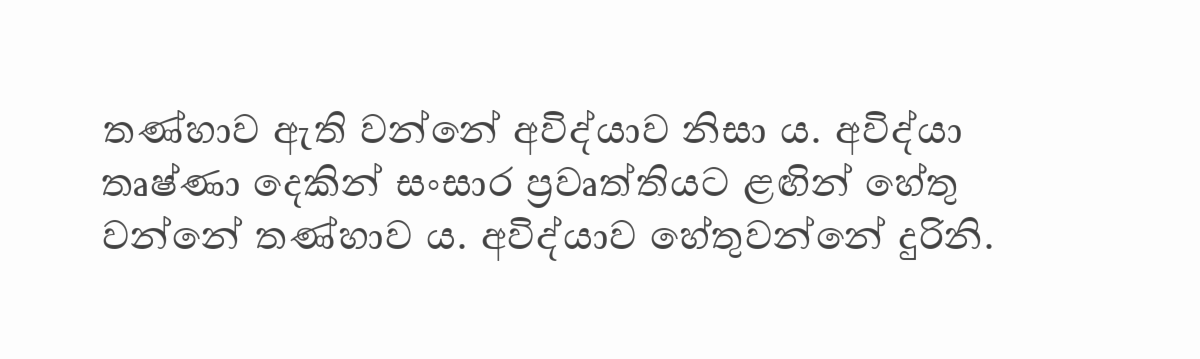 තණ්හාව ඇති වන්නේ අවිද්යාව නිසා ය. අවිද්යා
තෘෂ්ණා දෙකින් සංසාර ප්‍රවෘත්තියට ළඟින් හේතු
වන්නේ තණ්හාව ය. අවිද්යාව හේතුවන්නේ දුරිනි.